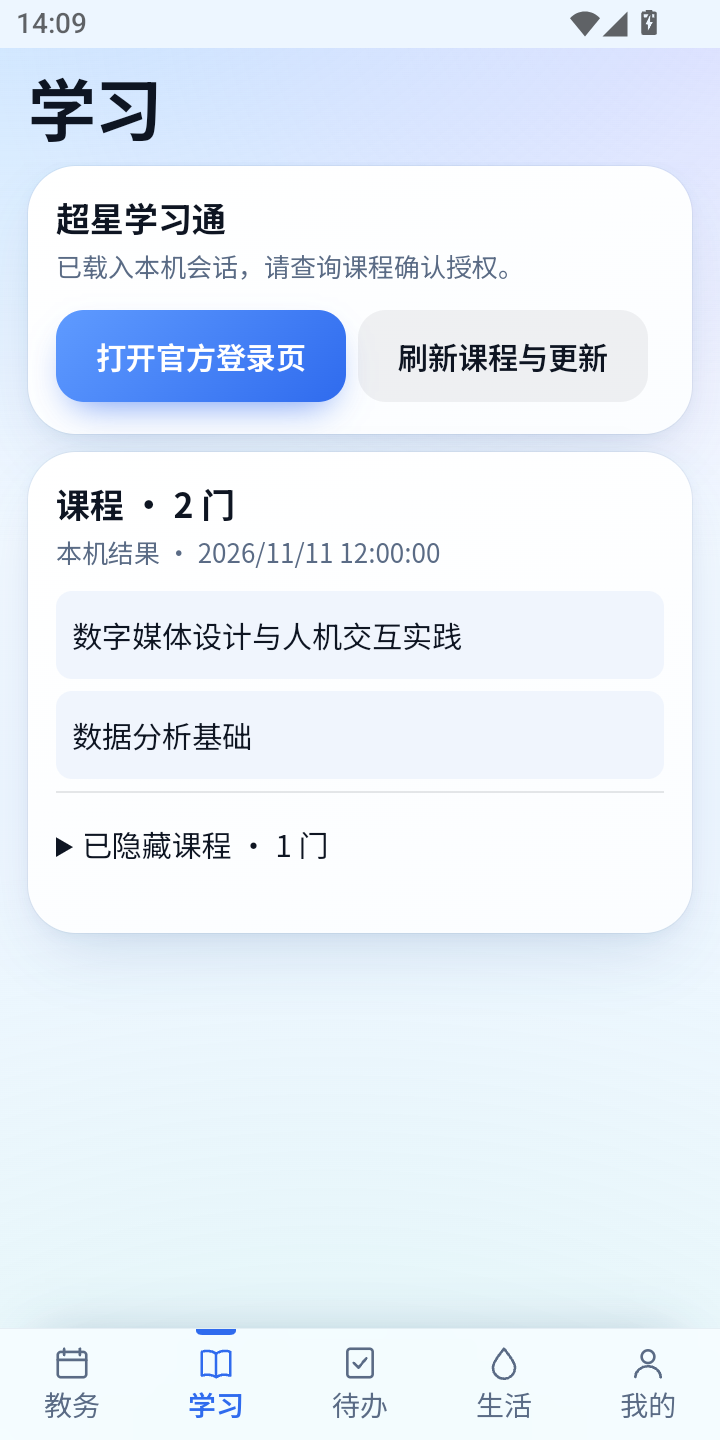 14:09
学习
超星学习通
已载入本机会话，请查询课程确认授权。
打开官方登录页
刷新课程与更新
课程 · 2 门
本机结果 · 2026/11/11 12:00:00
数字媒体设计与人机交互实践
数据分析基础
已隐藏课程 · 1 门
教务
学习
待办
生活
我的